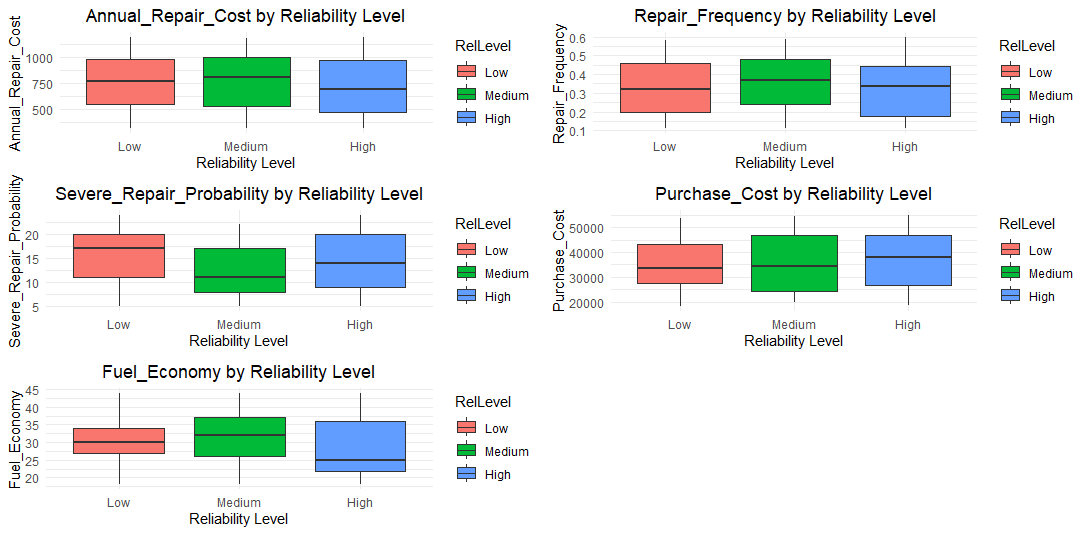 Annual_Repair_Cost by Reliability Level
Annual_Repair_Cost
1000
750
500
Low
Medium
High
Reliability Level
RelLevel
Low
Medium
High
Repair_Frequency by Reliability Level
Repair_Frequency
0.6
0.5
0.4
0.3
0.2
0.1
Low
Medium
High
Reliability Level
RelLevel
Low
Medium
High
Severe_Repair_Probability by Reliability Level
Severe_Repair_Probability
20
15
10
5
Low
Medium
High
Reliability Level
RelLevel
Low
Medium
High
Purchase_Cost by Reliability Level
Purchase_Cost
50000
40000
30000
20000
Low
Medium
High
Reliability Level
RelLevel
Low
Medium
High
Fuel_Economy by Reliability Level
Fuel_Economy
45
40
35
30
25
20
Low
Medium
High
Reliability Level
RelLevel
Low
Medium
High